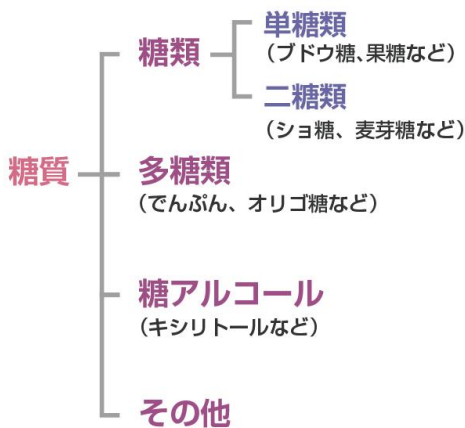 単糖類
糖類
（ブドウ糖、果糖など）
二糖類
（ショ糖、麦芽糖など）
糖質
多糖類
（でんぷん、オリゴ糖など）
糖アルコール
（キシリトールなど）
その他